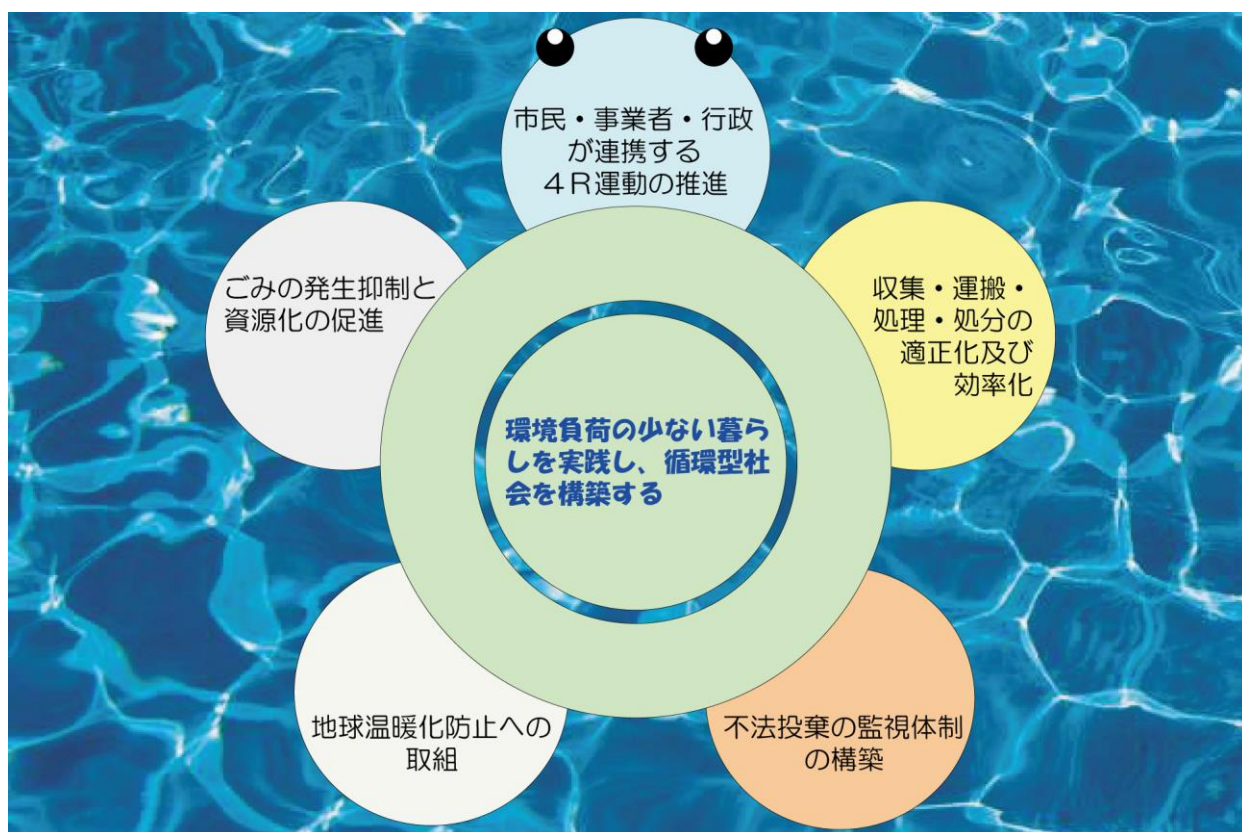 市民・事業者・行政
が連携する
４Ｒ運動の推進
ごみの発生抑制と
資源化の促進
収集・運搬・
処理・処分の
適正化及び
効率化
環境負荷の少ない暮ら
しを実践し、循環型社
会を構築する
地球温暖化防止への
取組
不法投棄の監視体制
の構築